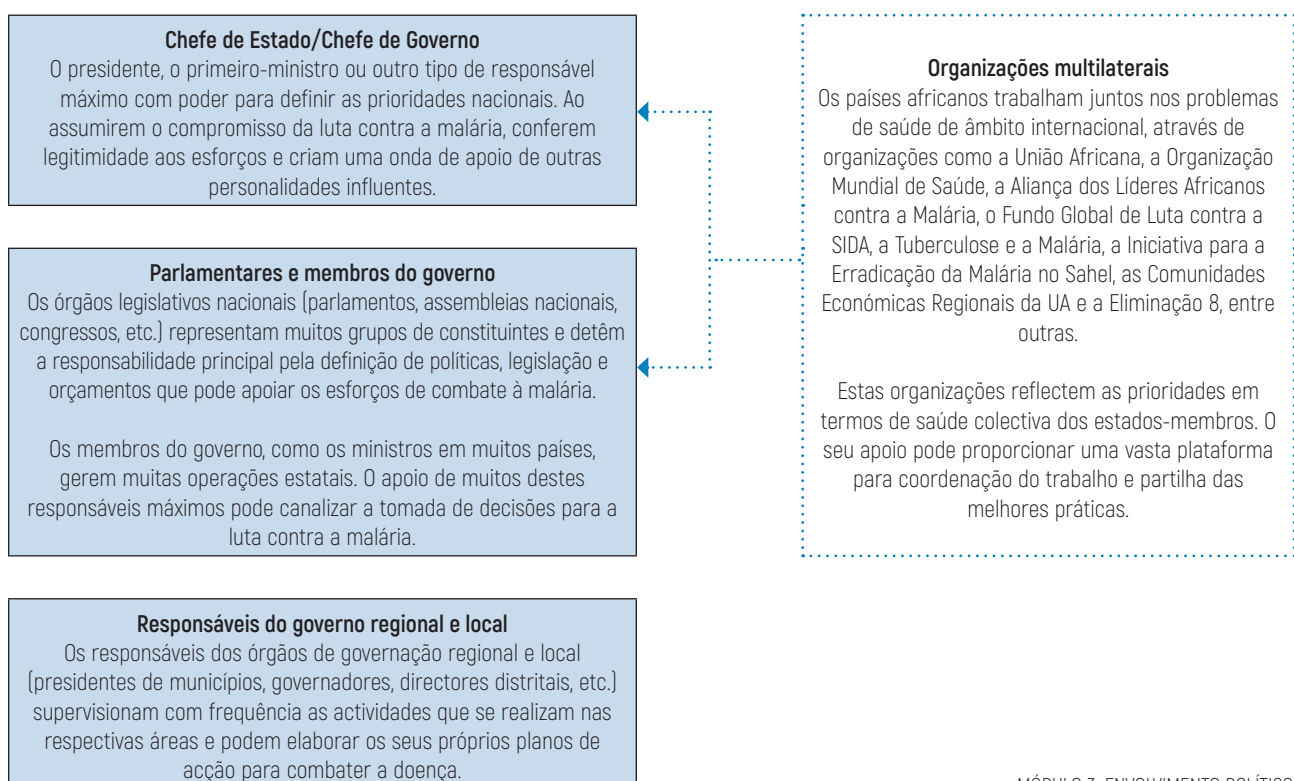 Chefe de Estado/Chefe de Governo
O presidente, o primeiro-ministro ou outro tipo de responsável
máximo com poder para definir as prioridades nacionais. Ao
assumirem o compromisso da luta contra a malária, conferem
legitimidade aos esforços e criam uma onda de apoio de outras
personalidades influentes.
Parlamentares e membros do governo
Os órgãos legislativos nacionais (parlamentos, assembleias nacionais,
congressos, etc.) representam muitos grupos de constituintes e detêm
a responsabilidade principal pela definição de políticas, legislação e
orçamentos que pode apoiar os esforços de combate à malária.
Os membros do governo, como os ministros em muitos países,
gerem muitas operações estatais. O apoio de muitos destes
responsáveis máximos pode canalizar a tomada de decisões para a
luta contra a malária.
Responsáveis do governo regional e local
Os responsáveis dos órgãos de governação regional e local
(presidentes de municípios, governadores, directores distritais, etc.)
supervisionam com frequência as actividades que se realizam nas
respectivas áreas e podem elaborar os seus próprios planos de
acção para combater a doença.
Organizações multilaterais
Os países africanos trabalham juntos nos problemas
de saúde de âmbito internacional, através de
organizações como a União Africana, a Organização
Mundial de Saúde, a Aliança dos Líderes Africanos
contra a Malária, o Fundo Global de Luta contra a
SIDA, a Tuberculose e a Malária, a Iniciativa para a
Erradicação da Malária no Sahel, as Comunidades
Económicas Regionais da UA e a Eliminação 8, entre
outras.
Estas organizações reflectem as prioridades em
termos de saúde colectiva dos estados-membros. O
seu apoio pode proporcionar uma vasta plataforma
para coordenação do trabalho e partilha das
melhores práticas.